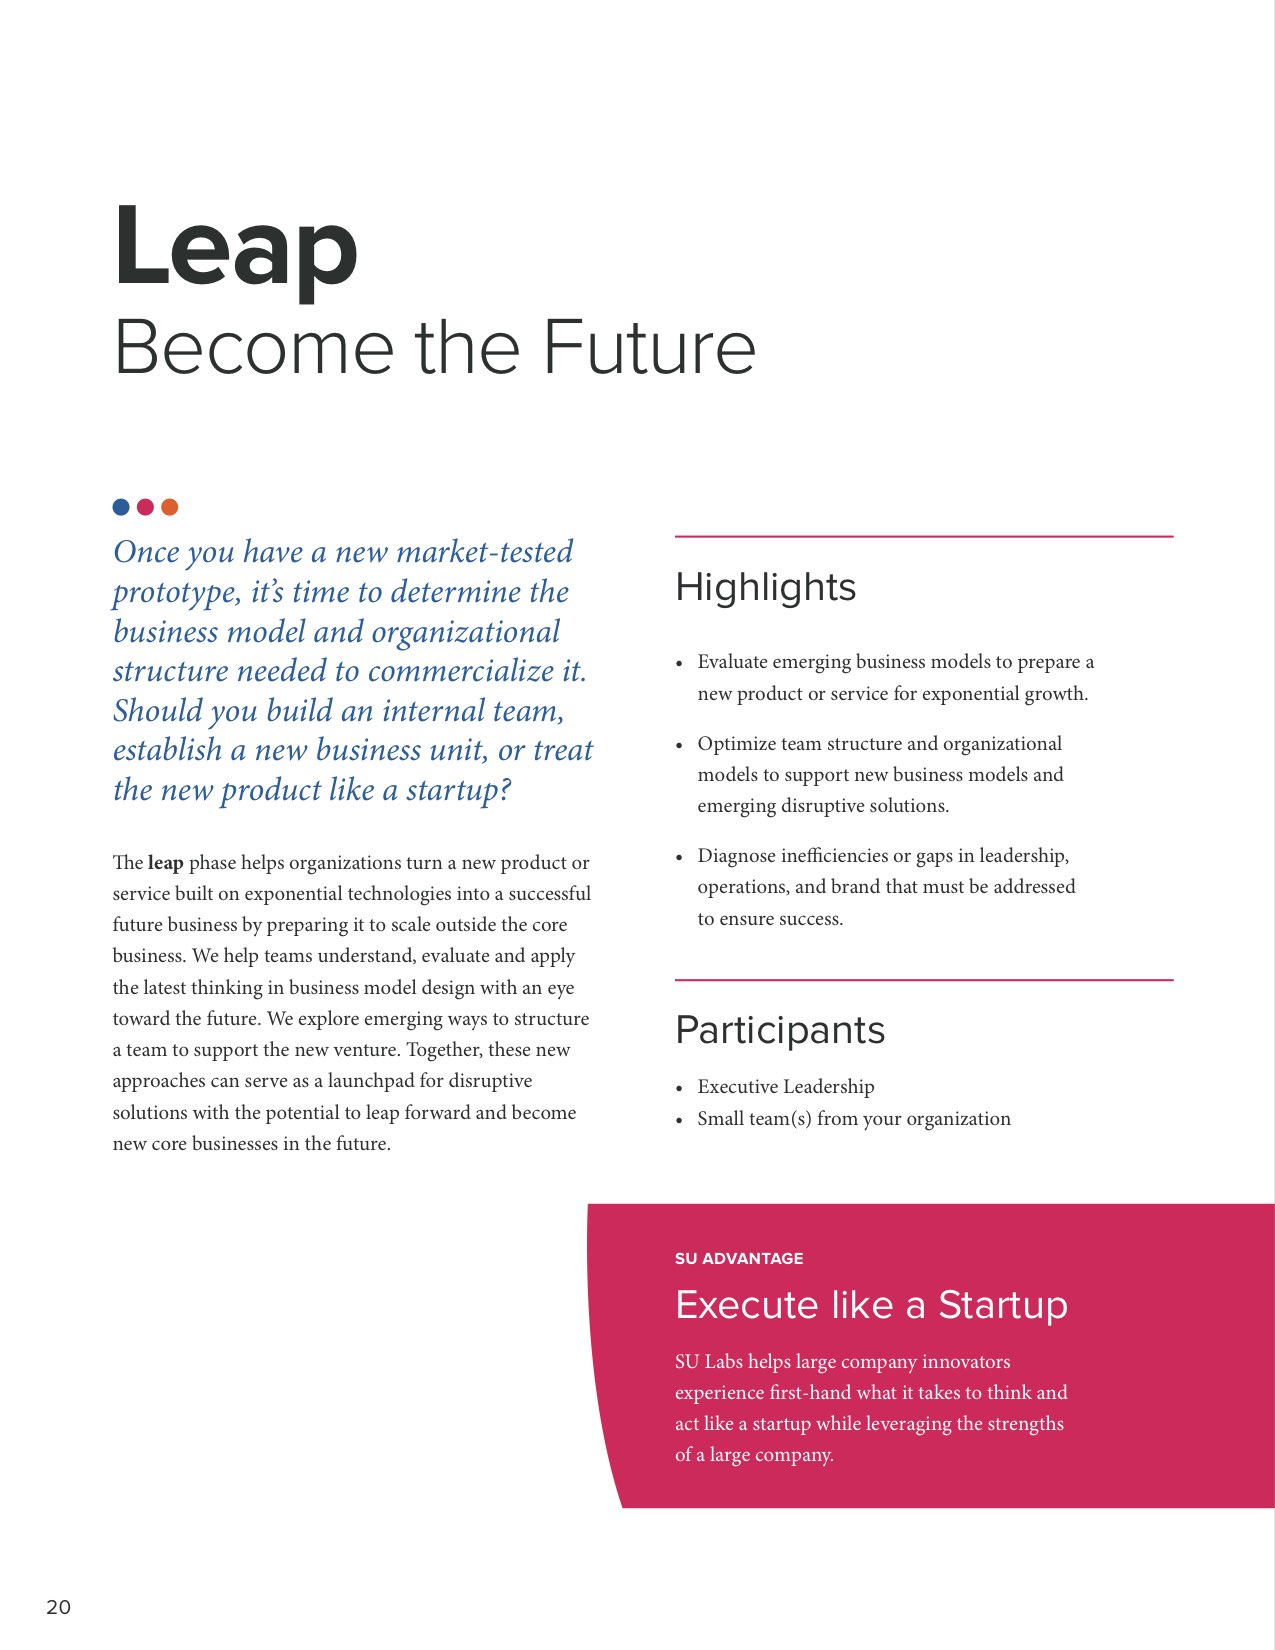 Leap
Become the Future
Once you have a new market-tested
prototype, it’s time to determine the
business model and organizational
structure needed to commercialize it.
Should you build an internal team,
establish a new business unit, or treat
the new product like a startup?
The leap phase helps organizations turn a new product or
service built on exponential technologies into a successful
future business by preparing it to scale outside the core
business. We help teams understand, evaluate and apply
the latest thinking in business model design with an eye
toward the future. We explore emerging ways to structure
a team to support the new venture. Together, these new
approaches can serve as a launchpad for disruptive
solutions with the potential to leap forward and become
new core businesses in the future.
Highlights
• Evaluate emerging business models to prepare a
new product or service for exponential growth.
• Optimize team structure and organizational
models to support new business models and
emerging disruptive solutions.
• Diagnose inefficiencies or gaps in leadership,
operations, and brand that must be addressed
to ensure success.
Participants
• Executive Leadership
• Small team(s) from your organization
SU ADVANTAGE
Execute like a Startup
SU Labs helps large company innovators
experience first-hand what it takes to think and
act like a startup while leveraging the strengths
of a large company.
20